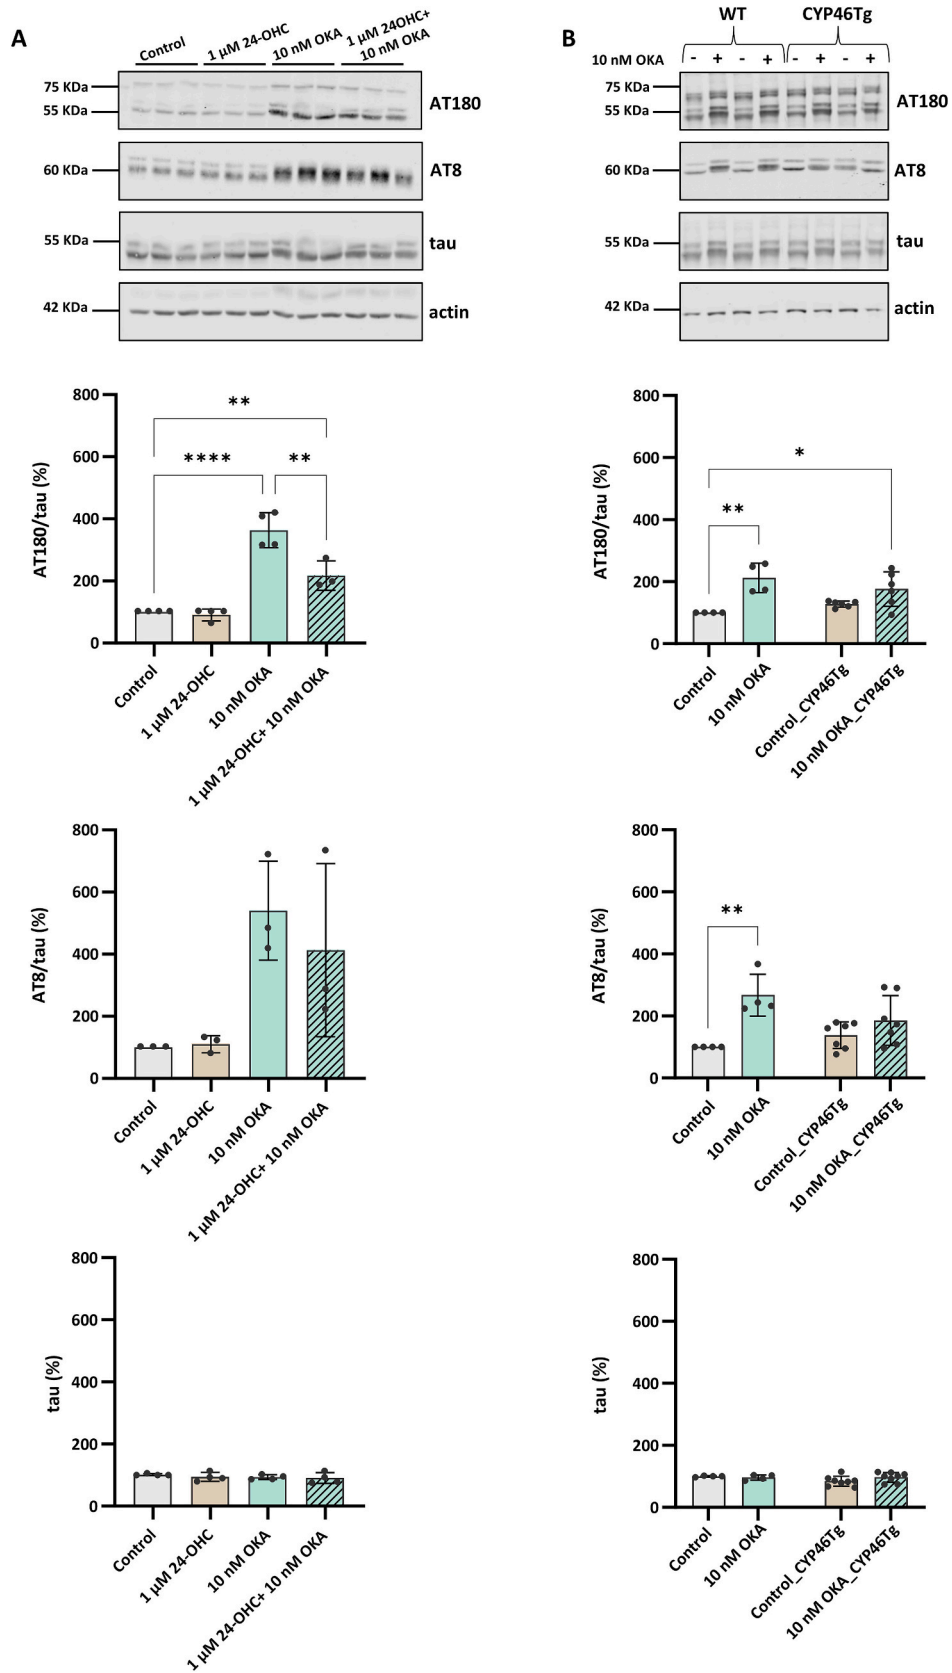 A
Control
1 µM 24-OHC
10 nM OKA
1 µM 24OHC+
10 nM OKA
75 KDa
55 KDa
AT180
60 KDa
AT8
55 KDa
tau
42 KDa
actin
B
WT
CYP46Tg
10 nM OKA
- + - + - + - +
75 KDa
55 KDa
AT180
60 KDa
AT8
55 KDa
tau
42 KDa
actin
AT180/tau (%)
800
600
400
200
0
**
****
**
Control
1 µM 24-OHC
10 nM OKA
1 µM 24-OHC+ 10 nM OKA
AT180/tau (%)
800
600
400
200
0
*
**
Control
10 nM OKA
Control_CYP46Tg
10 nM OKA_CYP46Tg
AT8/tau (%)
800
600
400
200
0
Control
1 µM 24-OHC
10 nM OKA
1 µM 24-OHC+ 10 nM OKA
AT8/tau (%)
800
600
400
200
0
**
Control
10 nM OKA
Control_CYP46Tg
10 nM OKA_CYP46Tg
tau (%)
800
600
400
200
0
Control
1 µM 24-OHC
10 nM OKA
1 µM 24-OHC+ 10 nM OKA
tau (%)
800
600
400
200
0
Control
10 nM OKA
Control_CYP46Tg
10 nM OKA_CYP46Tg